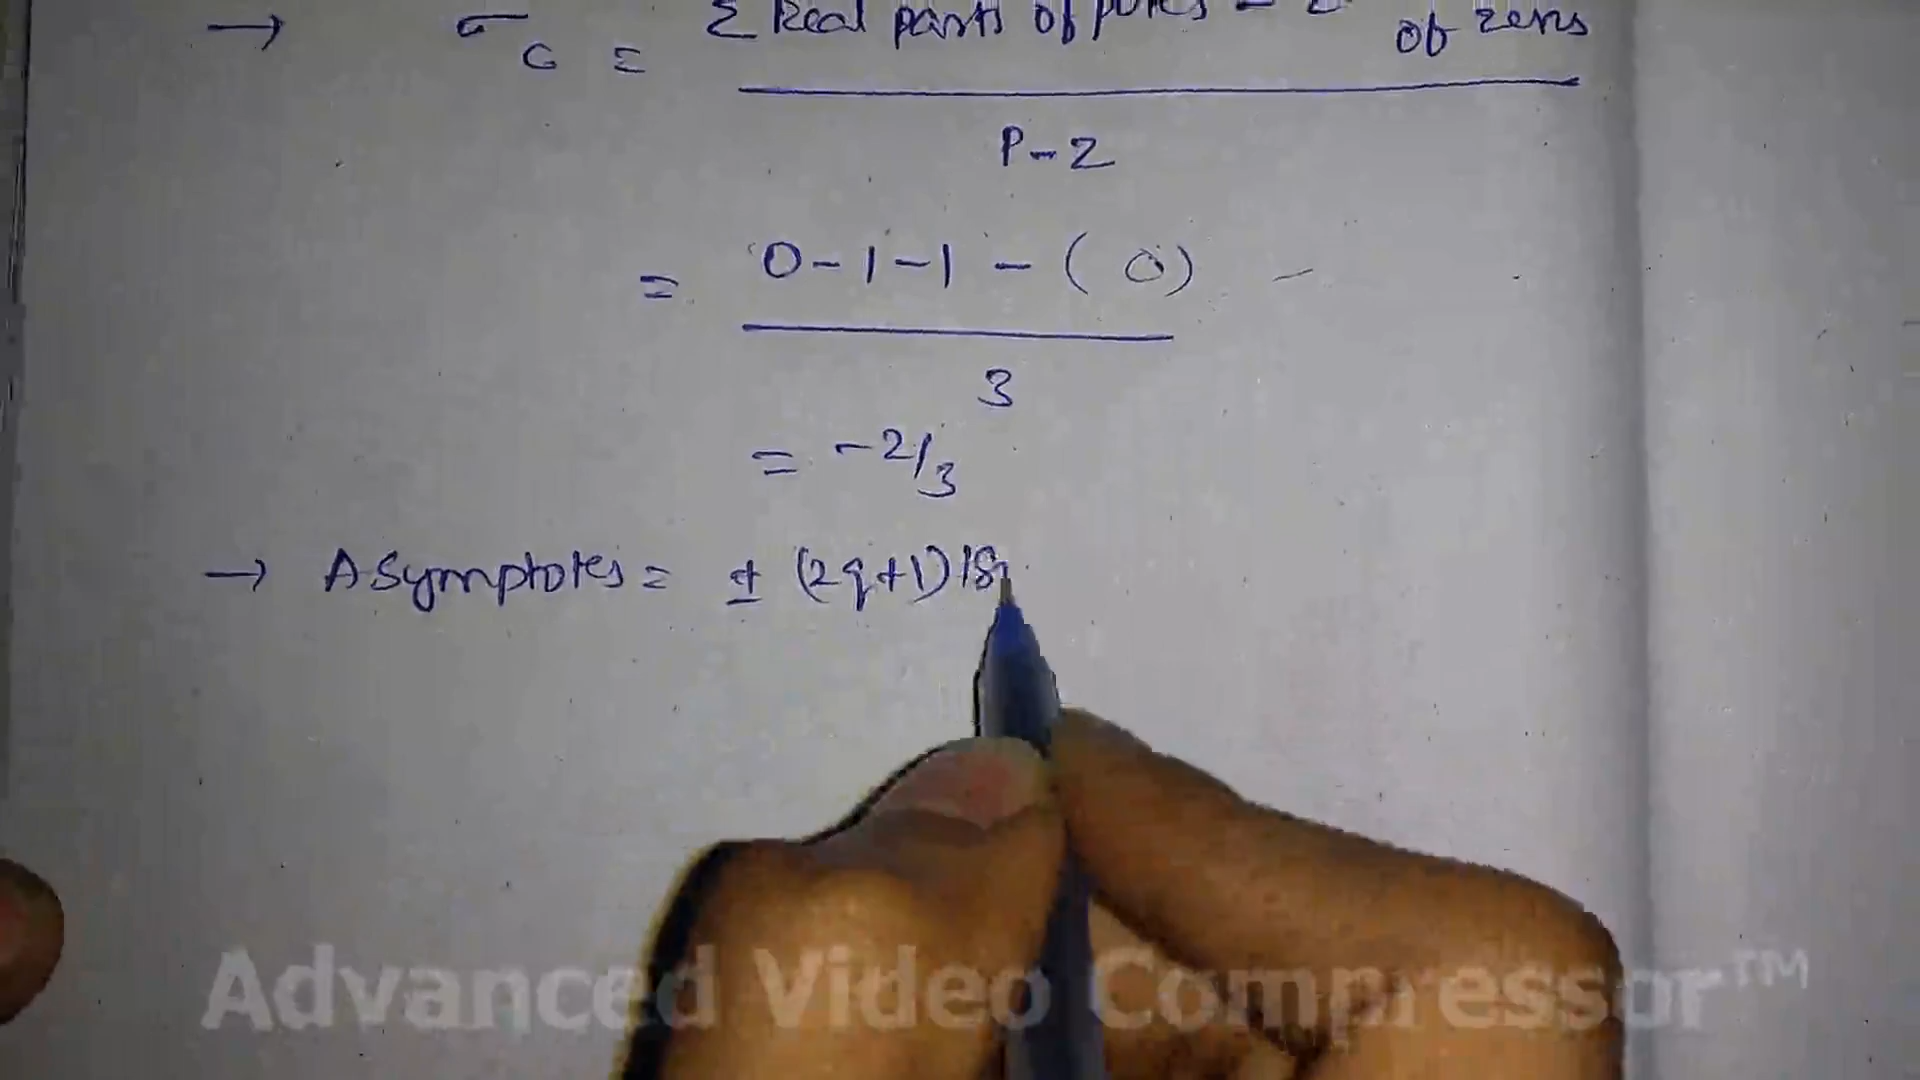 → σ_G = Σ Real parts of poles - Σ of zeros
P-Z
= 0-1-1-(0)
3
= -2/3
→ Asymptotes = ± (2q+1)18
Advanced Video Compressor™